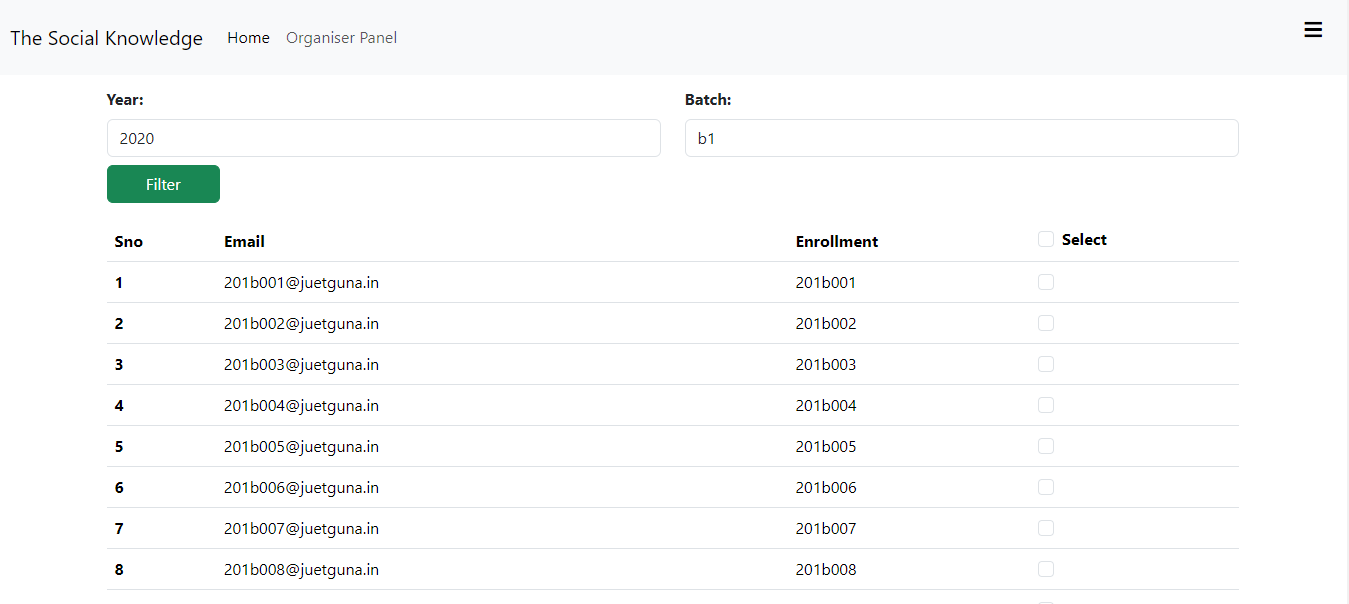 The Social Knowledge Home Organiser Panel
Year: Batch:
2020 b1
Filter
Sno Email Enrollment Select
1 201b001@juetguna.in 201b001
2 201b002@juetguna.in 201b002
3 201b003@juetguna.in 201b003
4 201b004@juetguna.in 201b004
5 201b005@juetguna.in 201b005
6 201b006@juetguna.in 201b006
7 201b007@juetguna.in 201b007
8 201b008@juetguna.in 201b008